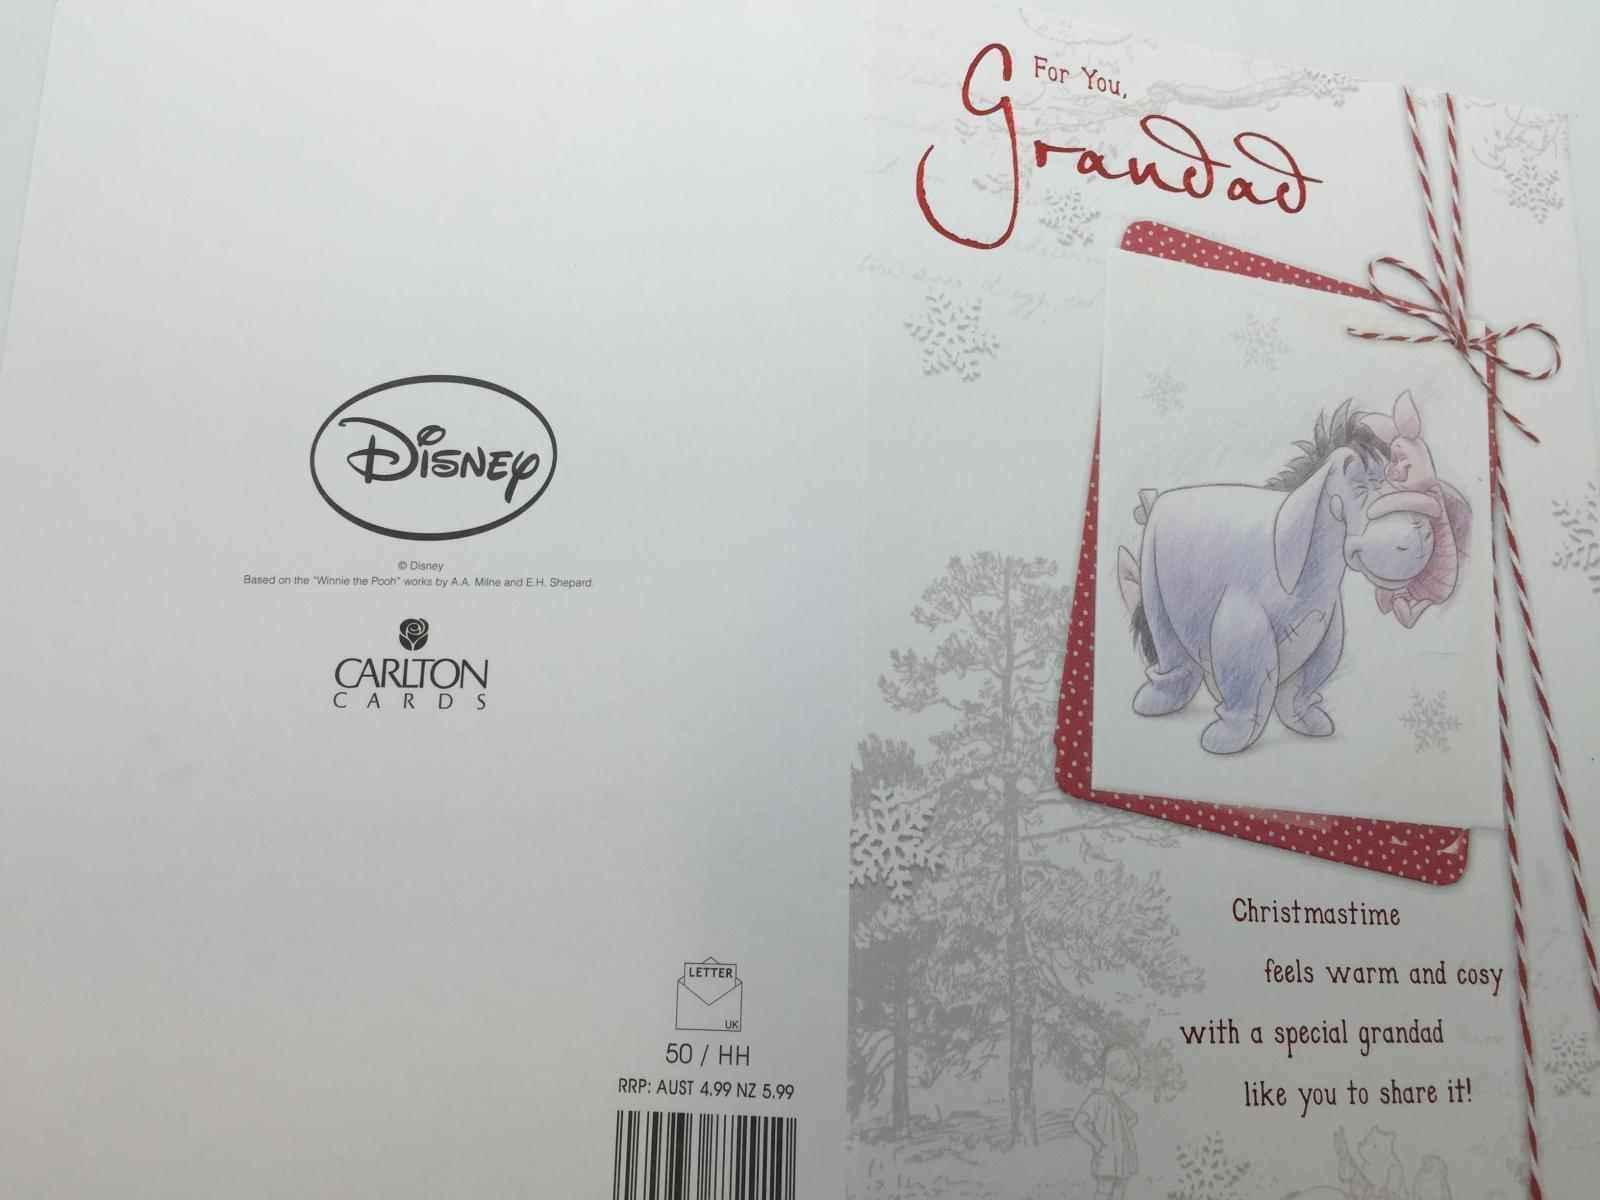 Disney
© Disney
Based on the "Winnie the Pooh" works by A.A. Milne and E.H. Shepard.
CARLTON
CARDS
LETTER
UK
50 / HH
RRP: AUST 4.99 NZ 5.99
For You,
Grandad
Christmastime
feels warm and cosy
with a special grandad
like you to share it!